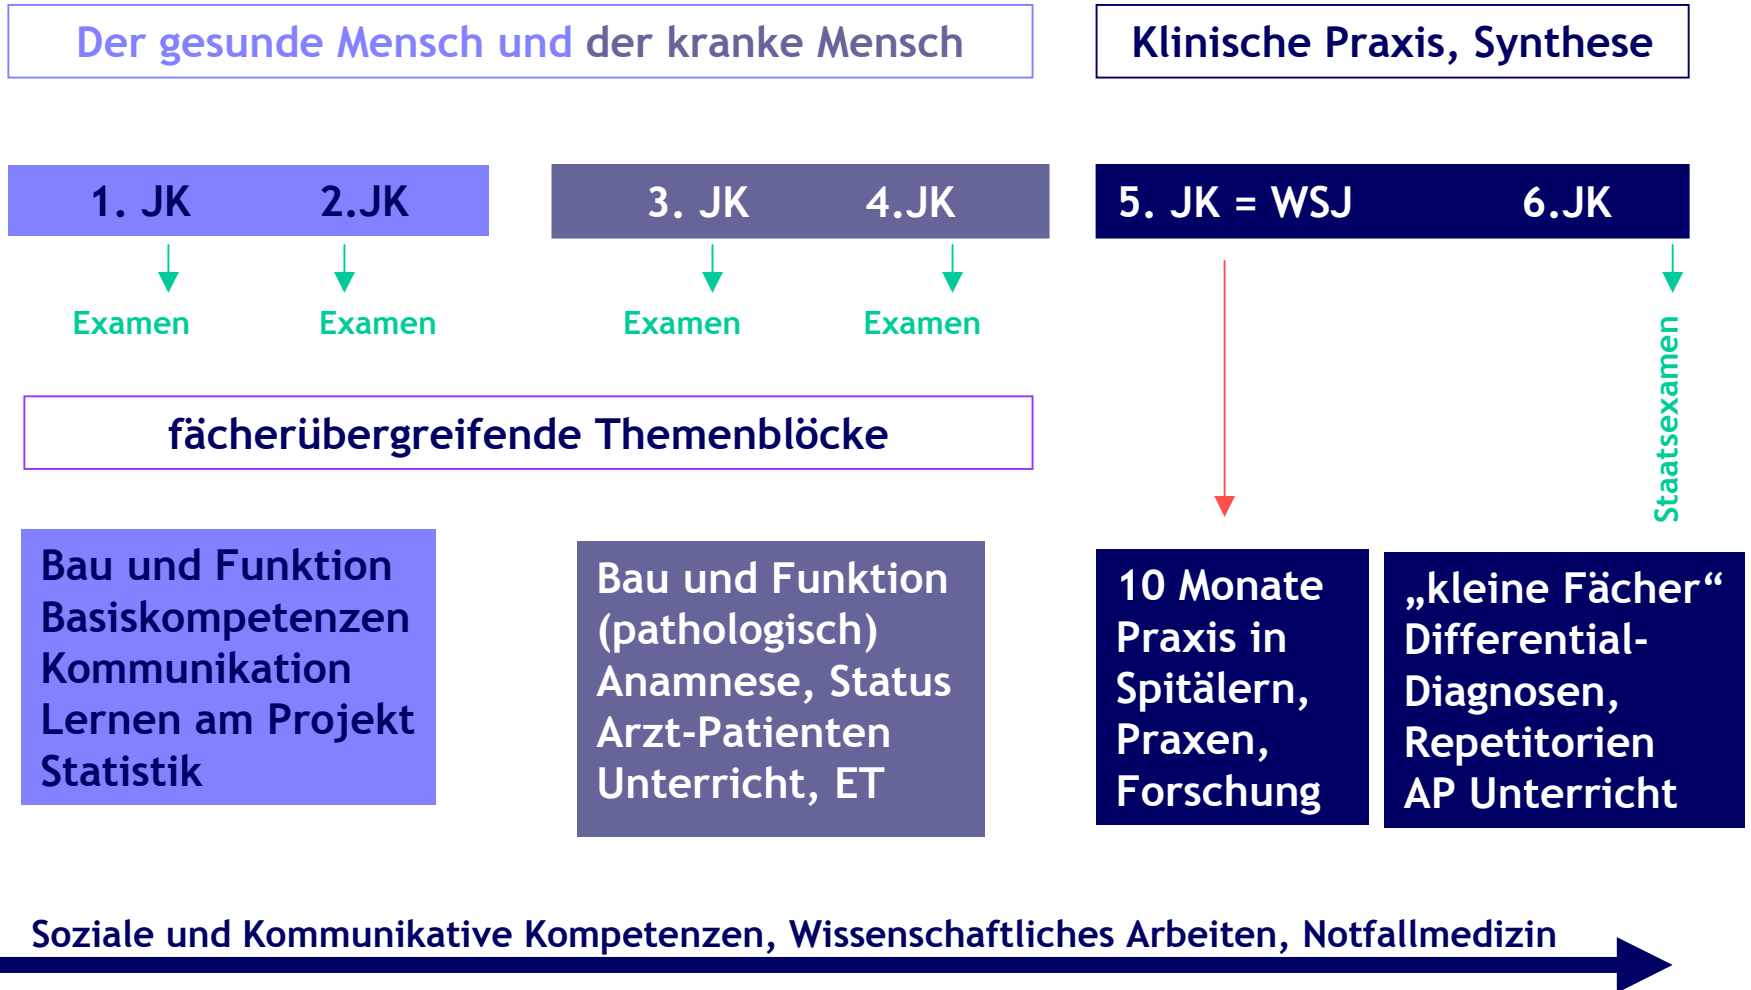 Der gesunde Mensch und der kranke Mensch
Klinische Praxis, Synthese
1. JK 2.JK
3. JK 4.JK
5. JK = WSJ 6.JK
Examen
Examen
Examen
Examen
Staatsexamen
fächerübergreifende Themenblöcke
Bau und Funktion
Basiskompetenzen
Kommunikation
Lernen am Projekt
Statistik
Bau und Funktion
(pathologisch)
Anamnese, Status
Arzt-Patienten
Unterricht, ET
10 Monate
Praxis in
Spitälern,
Praxen,
Forschung
„kleine Fächer“
Differential-
Diagnosen,
Repetitorien
AP Unterricht
Soziale und Kommunikative Kompetenzen, Wissenschaftliches Arbeiten, Notfallmedizin